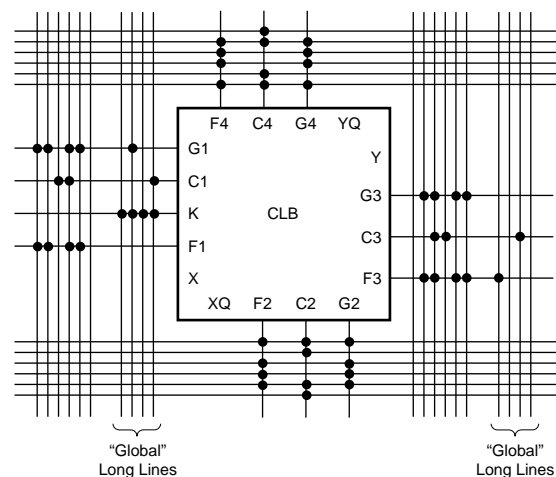 F4 C4 G4 YQ
G1
Y
C1
G3
K
CLB
C3
F1
X
F3
XQ F2 C2 G2
“Global”
Long Lines
“Global”
Long Lines